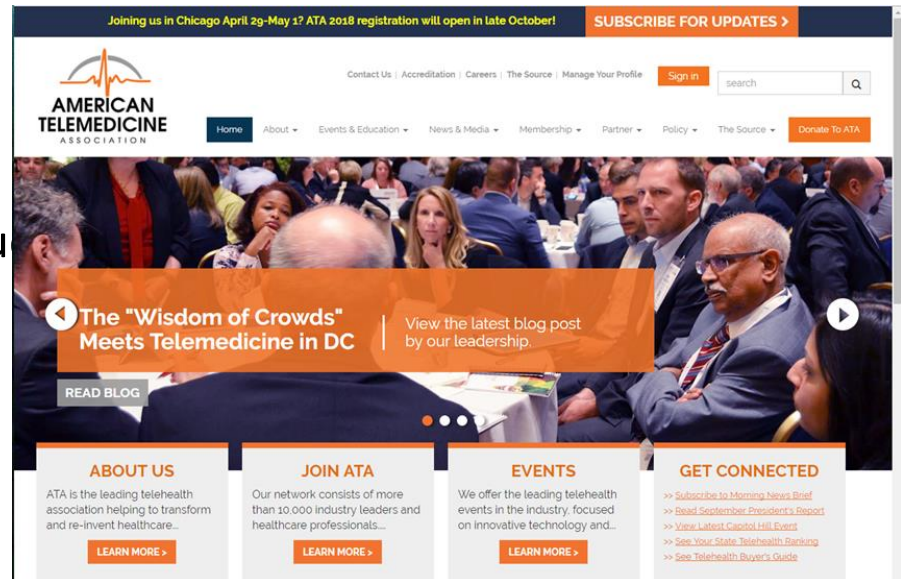 Joining us in Chicago April 29-May 1? ATA 2018 registration will open in late October!
SUBSCRIBE FOR UPDATES >
Contact Us | Accreditation | Careers | The Source | Manage Your Profile
Sign in
search
AMERICAN
TELEMEDICINE
ASSOCIATION
Home
About
Events & Education
News & Media
Membership
Partner
Policy
The Source
Donate To ATA
The "Wisdom of Crowds"
Meets Telemedicine in DC
View the latest blog post
by our leadership.
READ BLOG
ABOUT US
ATA is the leading telehealth
association helping to transform
and re-invent healthcare...
LEARN MORE >
JOIN ATA
Our network consists of more
than 10,000 industry leaders and
healthcare professionals....
LEARN MORE >
EVENTS
We offer the leading telehealth
events in the industry, focused
on innovative technology and...
LEARN MORE >
GET CONNECTED
>> Subscribe to Morning News Brief
>> Read September President's Report
>> View Latest Capitol Hill Event
>> See Your State Telehealth Ranking
>> See Telehealth Buyer's Guide